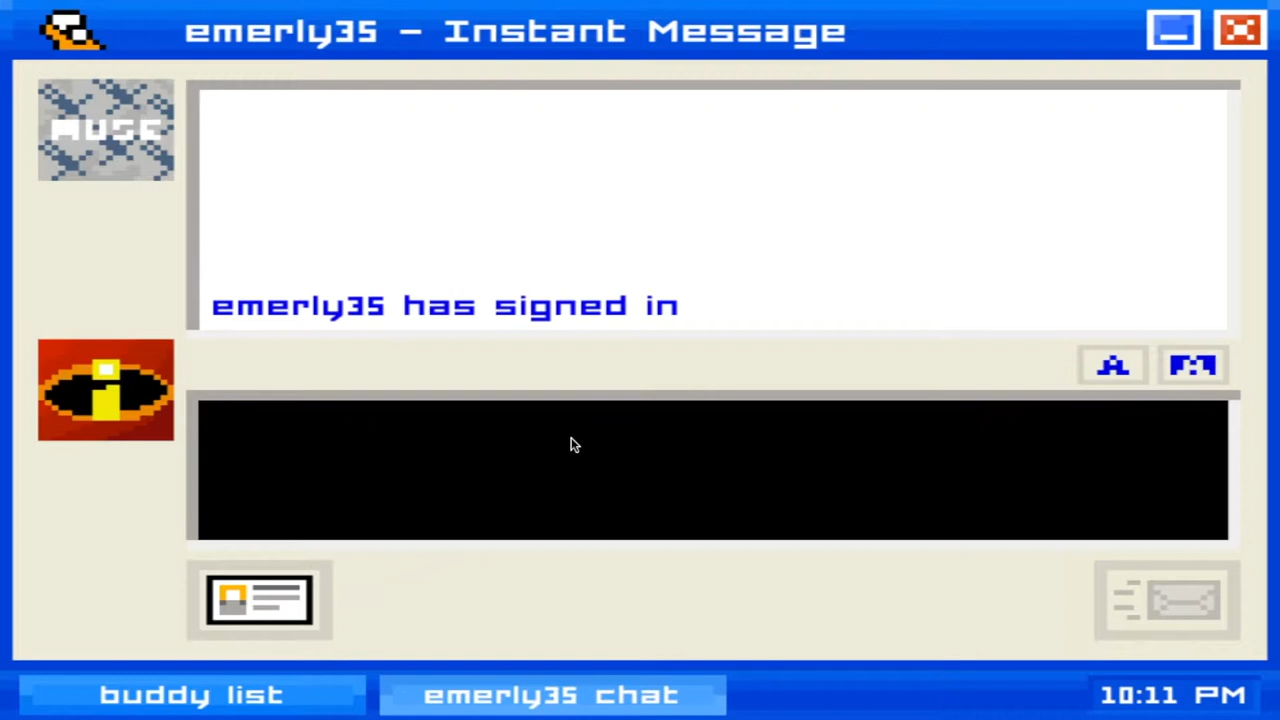 emerly35 - Instant Message
MUSE
emerly35 has signed in
i
A
M
buddy list
emerly35 chat
10:11 PM